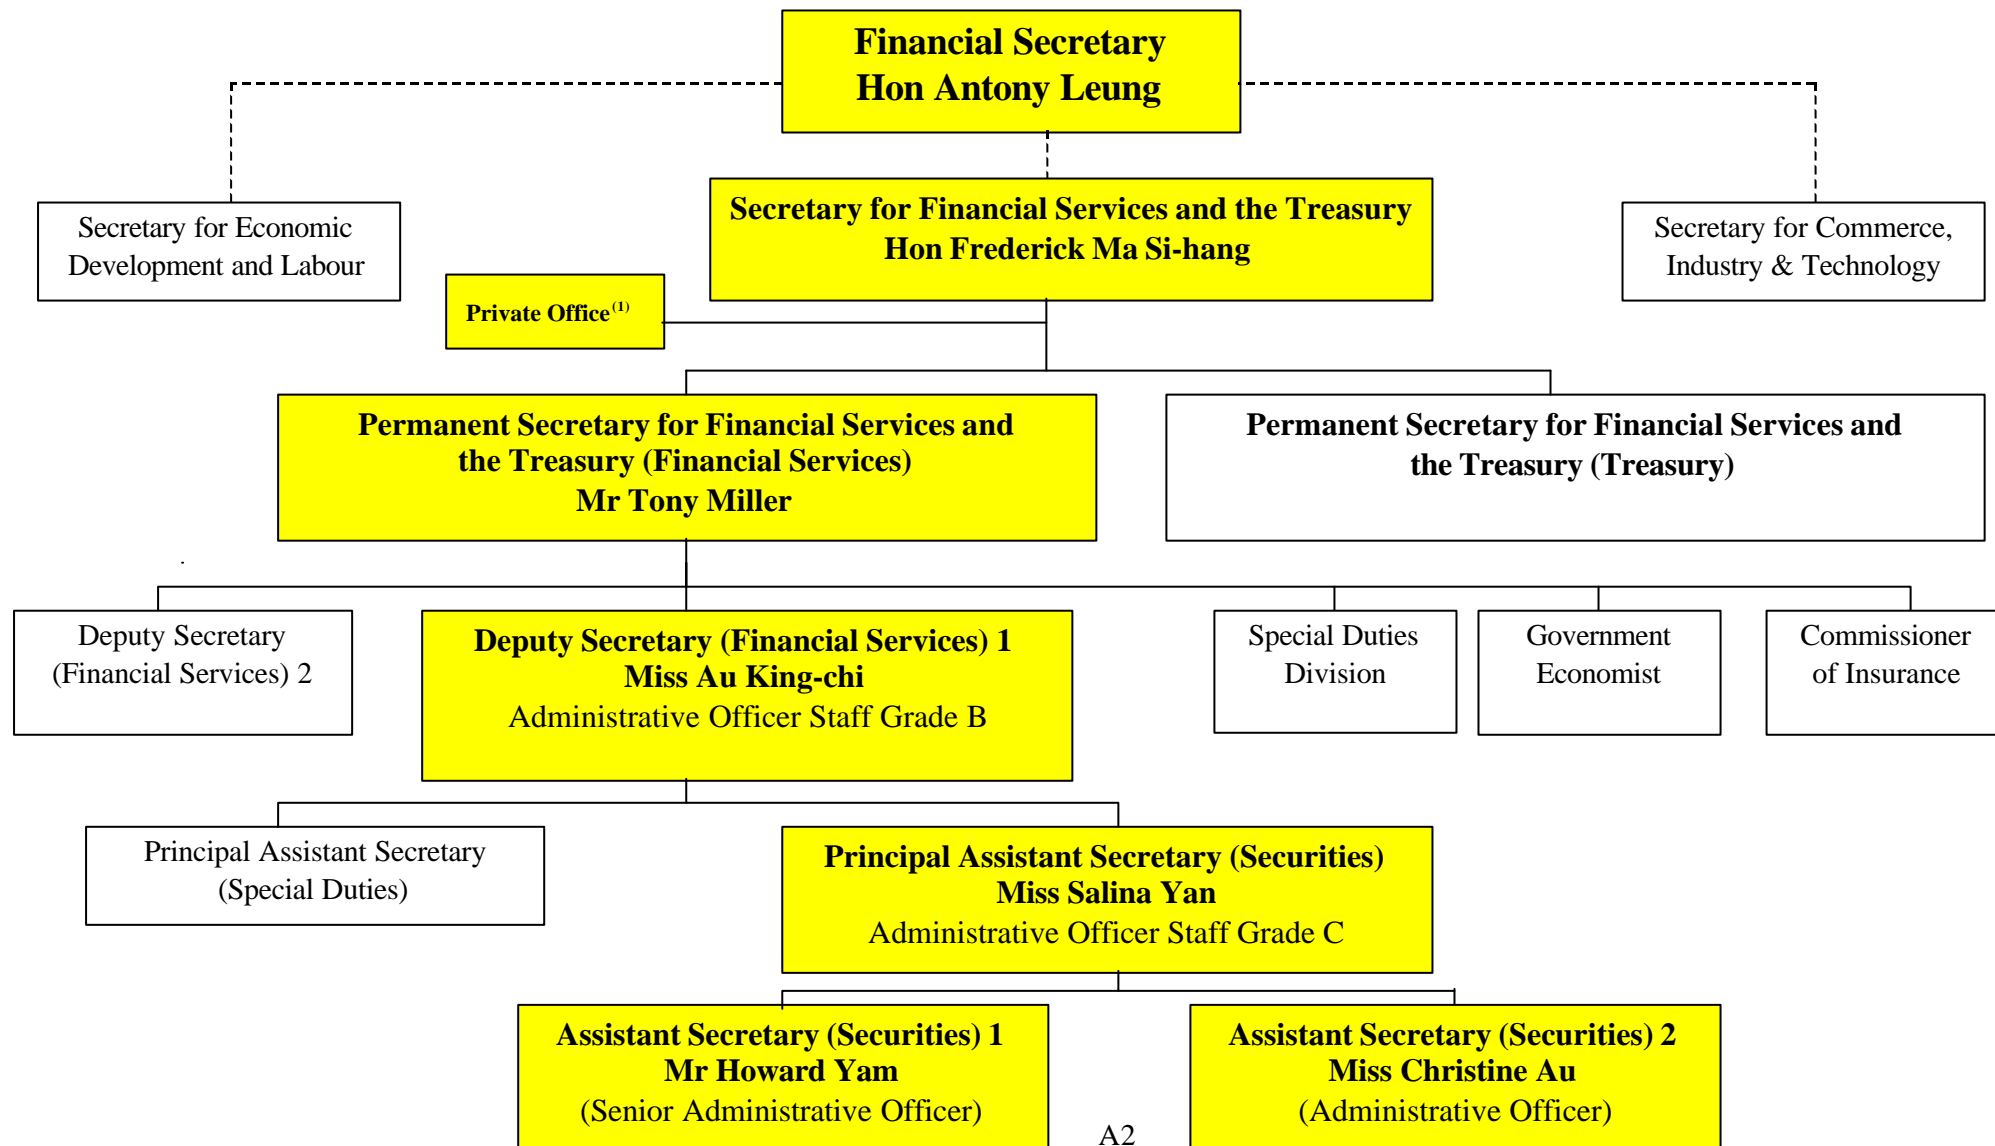 Financial Secretary
Hon Antony Leung
Secretary for Economic
Development and Labour
Secretary for Financial Services and the Treasury
Hon Frederick Ma Si-hang
Secretary for Commerce,
Industry & Technology
Private Office(1)
Permanent Secretary for Financial Services and
the Treasury (Financial Services)
Mr Tony Miller
Permanent Secretary for Financial Services and
the Treasury (Treasury)
Deputy Secretary
(Financial Services) 2
Deputy Secretary (Financial Services) 1
Miss Au King-chi
Administrative Officer Staff Grade B
Special Duties
Division
Government
Economist
Commissioner
of Insurance
Principal Assistant Secretary
(Special Duties)
Principal Assistant Secretary (Securities)
Miss Salina Yan
Administrative Officer Staff Grade C
Assistant Secretary (Securities) 1
Mr Howard Yam
(Senior Administrative Officer)
Assistant Secretary (Securities) 2
Miss Christine Au
(Administrative Officer)
A2